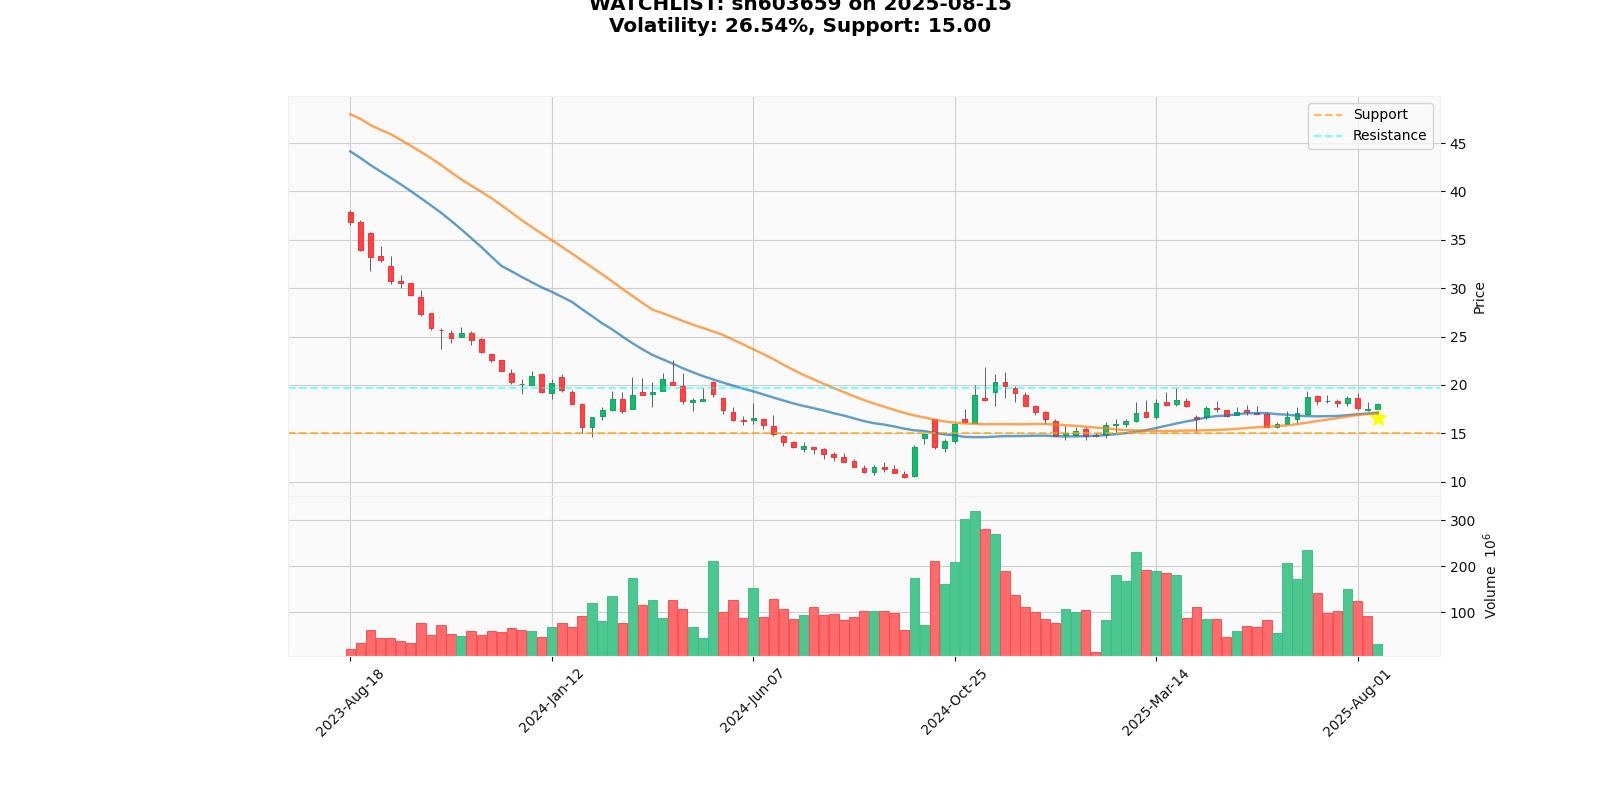 WATCHLIST: sh603659 on 2025-08-15
Volatility: 26.54%, Support: 15.00
Support
Resistance
45
40
35
30
25
20
15
10
Price
300
200
100
Volume 10⁶
2023-Aug-18
2024-Jan-12
2024-Jun-07
2024-Oct-25
2025-Mar-14
2025-Aug-01